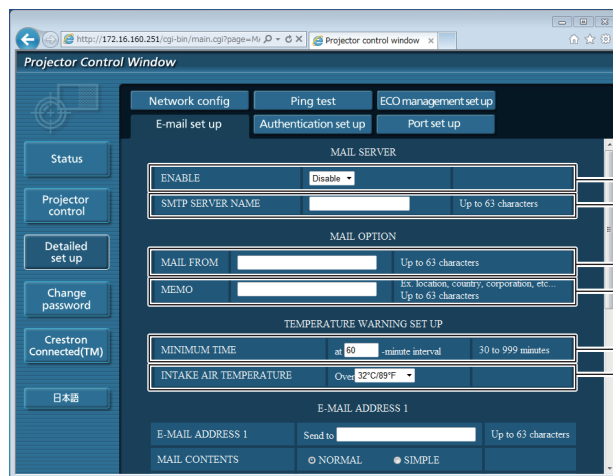 http://172.16.160.251/cgi-bin/main.cgi?page=M
Projector control window
Projector Control Window
Network config
Ping test
ECO management set up
E-mail set up
Authentication set up
Port set up
Status
Projector control
Detailed set up
Change password
Crestron Connected(TM)
日本語
MAIL SERVER
ENABLE Disable
SMTP SERVER NAME Up to 63 characters
MAIL OPTION
MAIL FROM Up to 63 characters
MEMO Ex. location, country, corporation, etc...
Up to 63 characters
TEMPERATURE WARNING SET UP
MINIMUM TIME at 60 -minute interval 30 to 999 minutes
INTAKE AIR TEMPERATURE Over 32°C/89°F
E-MAIL ADDRESS 1
E-MAIL ADDRESS 1 Send to Up to 63 characters
MAIL CONTENTS NORMAL SIMPLE